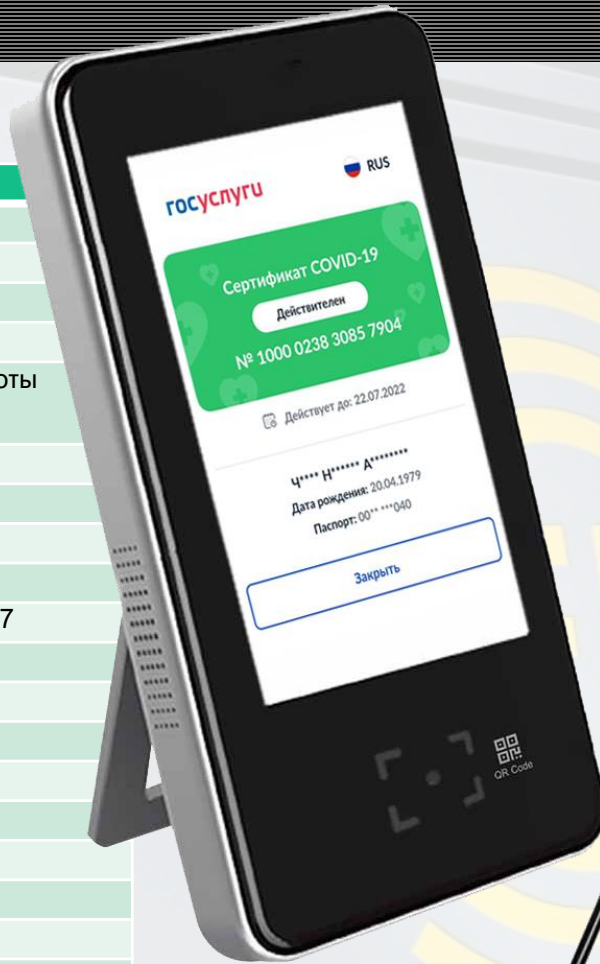 госуслуги
RUS
Сертификат COVID-19
Действителен
№ 1000 0238 3085 7904
Действует до: 22.07.2022
Ч**** Н****** А********
Дата рождения: 20.04.1979
Паспорт: 00** ***040
Закрыть
QR Code
7